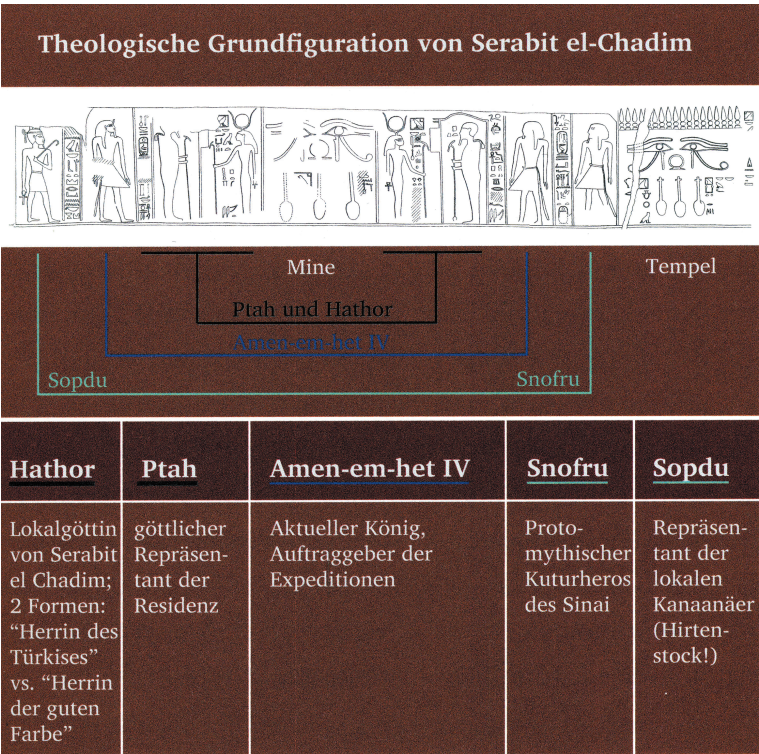 Theologische Grundfiguration von Serabit el-Chadim
Mine
Tempel
Ptah und Hathor
Amen-em-het IV
Sopdu
Snofru
Hathor
Ptah
Amen-em-het IV
Snofru
Sopdu
Lokalgöttin
von Serabit
el Chadim;
2 Formen:
“Herrin des
Türkises”
vs. “Herrin
der guten
Farbe”
göttlicher
Repräsen-
tant der
Residenz
Aktueller König,
Auftraggeber der
Expeditionen
Proto-
mythischer
Kuturheros
des Sinai
Repräsen-
tant der
lokalen
Kanaanäer
(Hirten-
stock!)